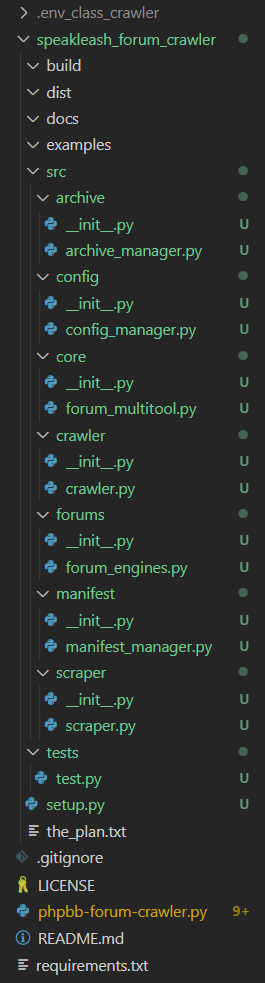 .env_class_crawler
speakleash_forum_crawler
build
dist
docs
examples
src
archive
__init__.py U
archive_manager.py U
config
__init__.py U
config_manager.py U
core
__init__.py U
forum_multitool.py U
crawler
__init__.py U
crawler.py U
forums
__init__.py U
forum_engines.py U
manifest
__init__.py U
manifest_manager.py U
scraper
__init__.py U
scraper.py U
tests
test.py U
setup.py U
the_plan.txt
.gitignore
LICENSE
phpbb-forum-crawler.py 9+
README.md
requirements.txt